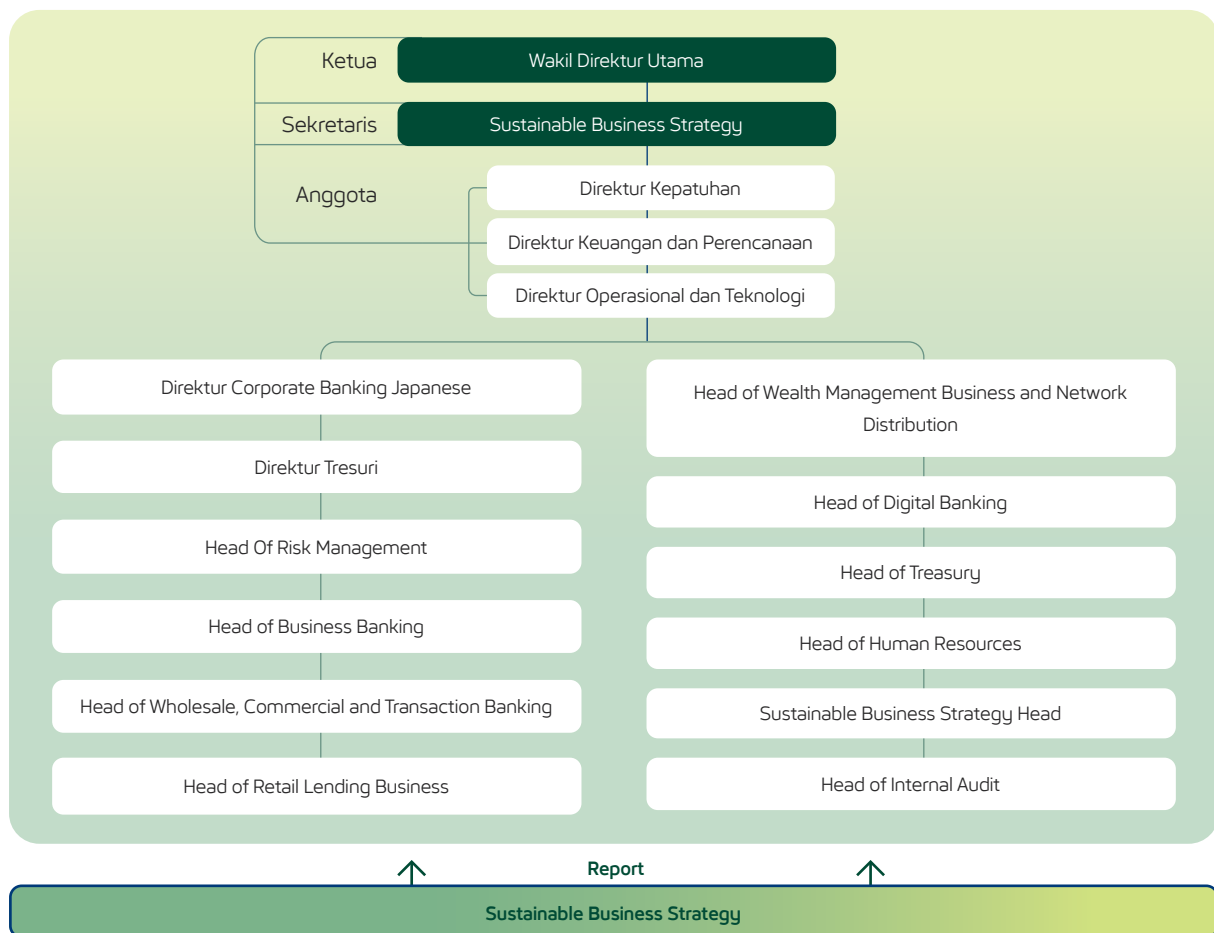 Ketua
Wakil Direktur Utama
Sekretaris
Sustainable Business Strategy
Anggota
Direktur Kepatuhan
Direktur Keuangan dan Perencanaan
Direktur Operasional dan Teknologi
Direktur Corporate Banking Japanese
Direktur Tresuri
Head Of Risk Management
Head of Business Banking
Head of Wholesale, Commercial and Transaction Banking
Head of Retail Lending Business
Head of Wealth Management Business and Network
Distribution
Head of Digital Banking
Head of Treasury
Head of Human Resources
Sustainable Business Strategy Head
Head of Internal Audit
Report
Sustainable Business Strategy